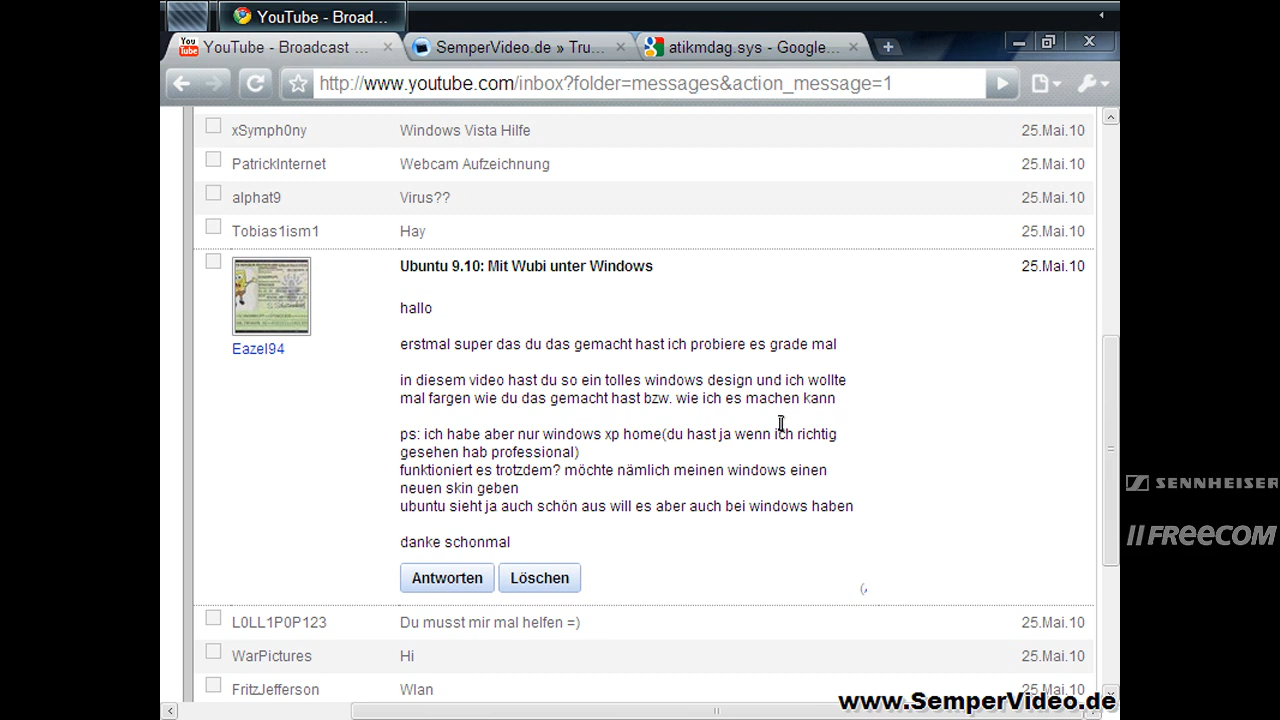 YouTube - Broad...
YouTube - Broadcast ...
SemperVideo.de » Tru...
atikmdag.sys - Google...
http://www.youtube.com/inbox?folder=messages&action_message=1
xSymph0ny Windows Vista Hilfe 25.Mai.10
PatrickInternet Webcam Aufzeichnung 25.Mai.10
alphat9 Virus?? 25.Mai.10
Tobias1ism1 Hay 25.Mai.10
Ubuntu 9.10: Mit Wubi unter Windows 25.Mai.10
Eazel94
hallo
erstmal super das du das gemacht hast ich probiere es grade mal
in diesem video hast du so ein tolles windows design und ich wollte
mal fargen wie du das gemacht hast bzw. wie ich es machen kann
ps: ich habe aber nur windows xp home(du hast ja wenn ich richtig
gesehen hab professional)
funktioniert es trotzdem? möchte nämlich meinen windows einen
neuen skin geben
ubuntu sieht ja auch schön aus will es aber auch bei windows haben
danke schonmal
Antworten Löschen
L0LL1P0P123 Du musst mir mal helfen =) 25.Mai.10
WarPictures Hi 25.Mai.10
FritzJefferson Wlan 25.Mai.10
SENNHEISER
FREECOM
www.SemperVideo.de